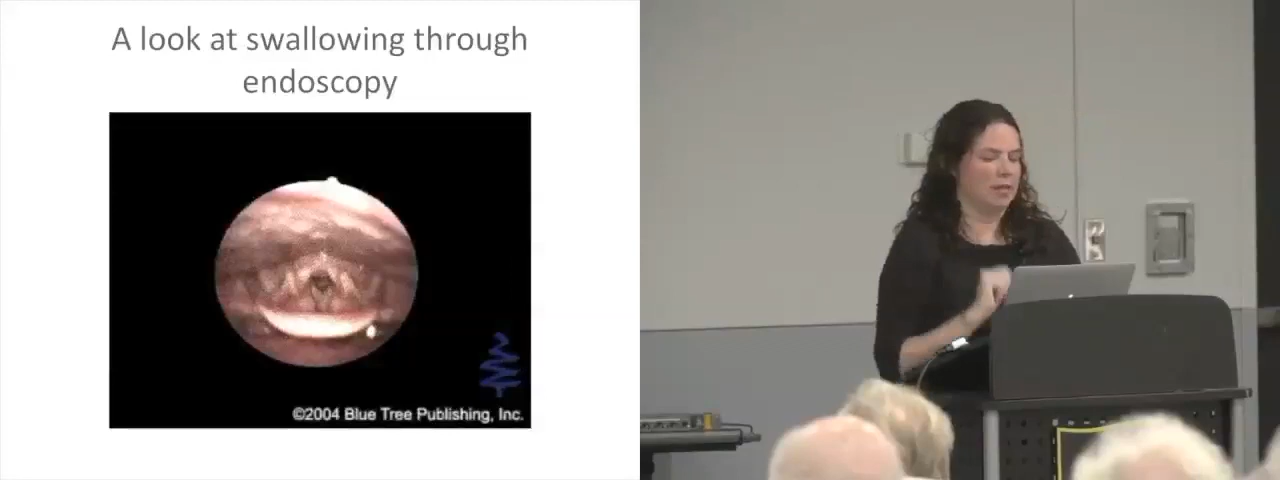 A look at swallowing through
endoscopy
©2004 Blue Tree Publishing, Inc.